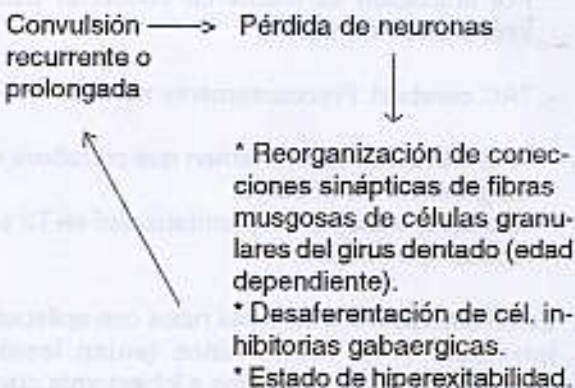 Convulsión
recurrente o
prolongada
Pérdida de neuronas
* Reorganización de conec-
ciones sinápticas de fibras
musgosas de células granu-
lares del girus dentado (edad
dependiente).
* Desaferentación de cél. in-
hibitorias gabaergicas.
* Estado de hiperexitabilidad.